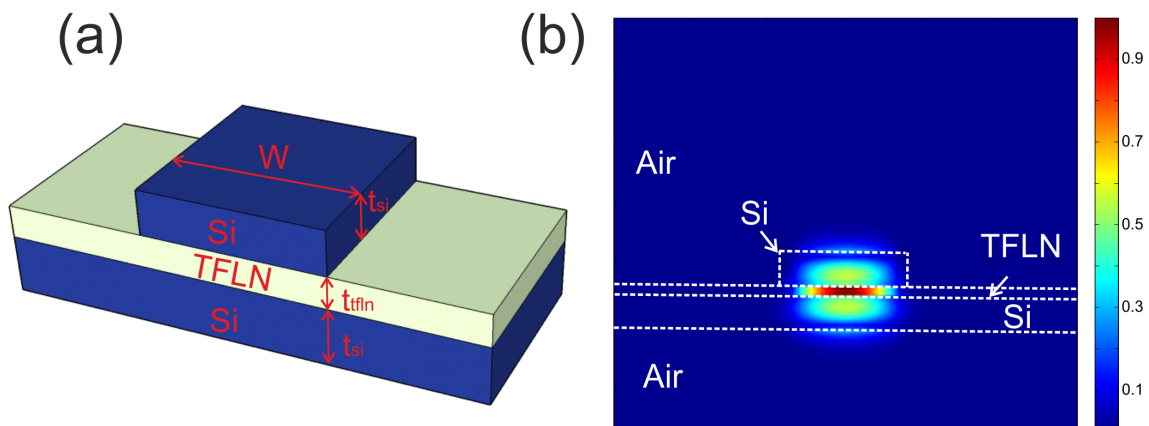 (a)
W
tsi
Si
TFLN
ttfln
Si
tsi
(b)
Air
Si
TFLN
Si
Air
0.9
0.7
0.5
0.3
0.1